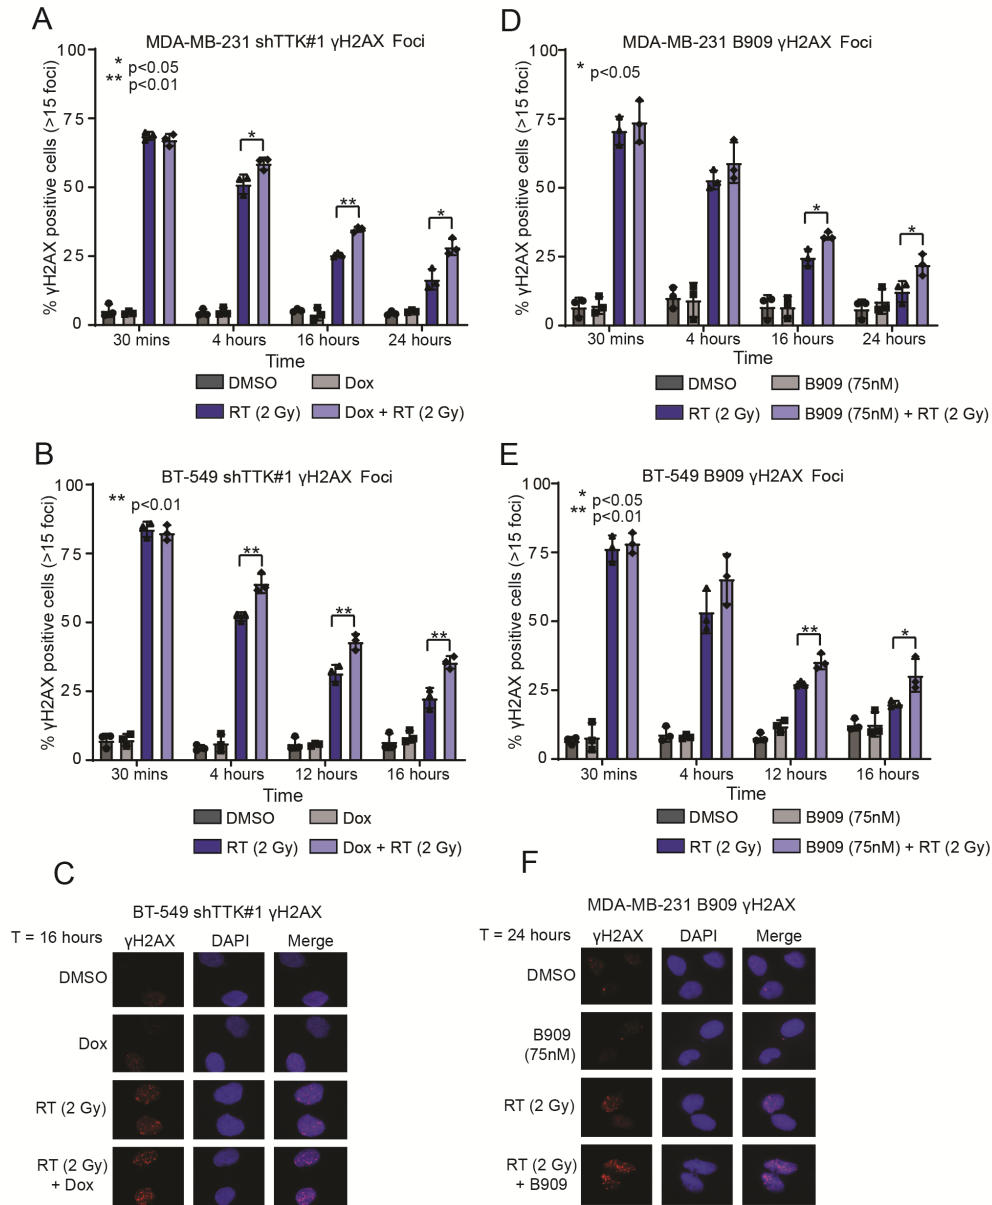 A
MDA-MB-231 shTTK#1 γH2AX Foci
% γH2AX positive cells (>15 foci)
100
75
50
25
0
* p<0.05
** p<0.01
*
**
*
30 mins 4 hours 16 hours 24 hours
Time
DMSO Dox
RT (2 Gy) Dox + RT (2 Gy)
D
MDA-MB-231 B909 γH2AX Foci
% γH2AX positive cells (>15 foci)
100
75
50
25
0
* p<0.05
*
*
30 mins 4 hours 16 hours 24 hours
Time
DMSO B909 (75nM)
RT (2 Gy) B909 (75nM) + RT (2 Gy)
B
BT-549 shTTK#1 γH2AX Foci
% γH2AX positive cells (>15 foci)
100
75
50
25
0
** p<0.01
**
**
**
30 mins 4 hours 12 hours 16 hours
Time
DMSO Dox
RT (2 Gy) Dox + RT (2 Gy)
E
BT-549 B909 γH2AX Foci
% γH2AX positive cells (>15 foci)
100
75
50
25
0
* p<0.05
** p<0.01
**
*
30 mins 4 hours 12 hours 16 hours
Time
DMSO B909 (75nM)
RT (2 Gy) B909 (75nM) + RT (2 Gy)
C
BT-549 shTTK#1 γH2AX
T = 16 hours γH2AX DAPI Merge
DMSO
Dox
RT (2 Gy)
RT (2 Gy)
+ Dox
F
MDA-MB-231 B909 γH2AX
T = 24 hours γH2AX DAPI Merge
DMSO
B909
(75nM)
RT (2 Gy)
RT (2 Gy)
+ B909